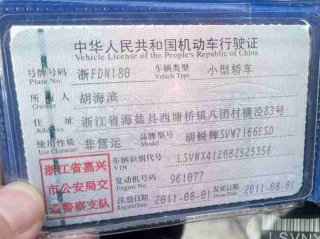 中华人民共和国机动车行驶证
Vehicle License of the People's Republic of China
号牌号码 浙FDN180 车辆类型 小型轿车
Plate No. Vehicle Type
所有人 胡海滨
Owner
住址 浙江省海盐县西塘桥镇八团村横泾83号
Address
使用性质 非营运 品牌型号 明锐牌SVW7166ESD
Use Character Model
车辆识别代号 LSVNX41Z082525358
VIN
发动机号码 961077
Engine No.
注册日期 2011-08-01 发证日期 2011-08-01
Register Date Issue Date
浙江省嘉兴
市公安局交
通警察支队
LSVNX